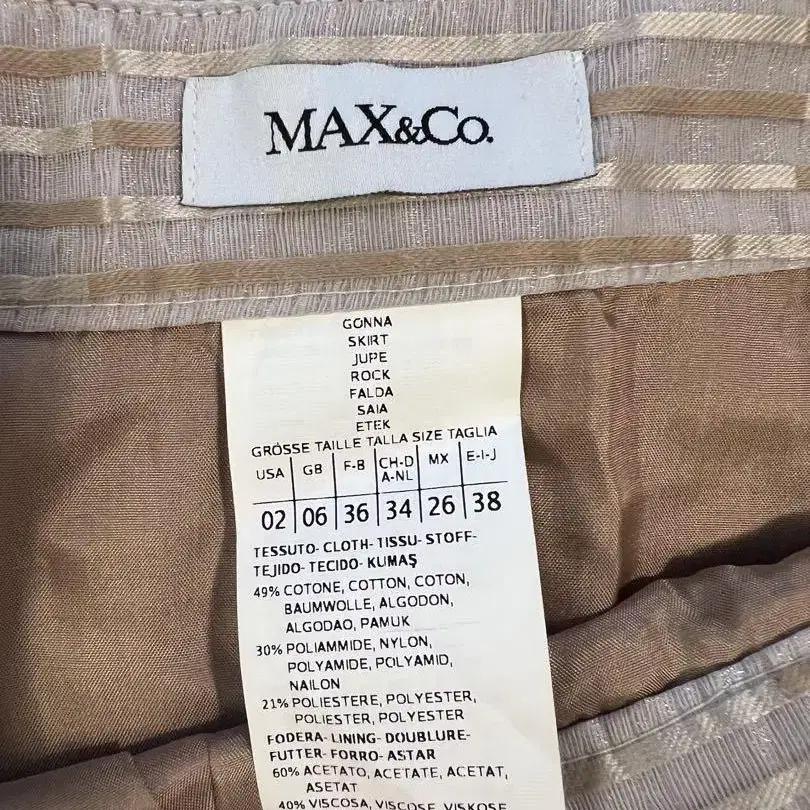 MAX&Co.
GONNA
SKIRT
JUPE
ROCK
FALDA
SAIA
ETEK
GRÖSSE TAILLE TALLA SIZE TAGLIA
USA GB F-B CH-D A-NL MX E-I-J
02 06 36 34 26 38
TESSUTO- CLOTH- TISSU- STOFF-
TEJIDO- TECIDO- KUMAŞ
49% COTONE, COTTON, COTON,
BAUMWOLLE, ALGODON,
ALGODAO, PAMUK
30% POLIAMMIDE, NYLON,
POLYAMIDE, POLYAMID,
NAILON
21% POLIESTERE, POLYESTER,
POLIESTER, POLYESTER
FODERA- LINING- DOUBLURE-
FUTTER- FORRO- ASTAR
60% ACETATO, ACETATE, ACETAT,
ASETAT
40% VISCOSA, VISCOSE, VISKOSE